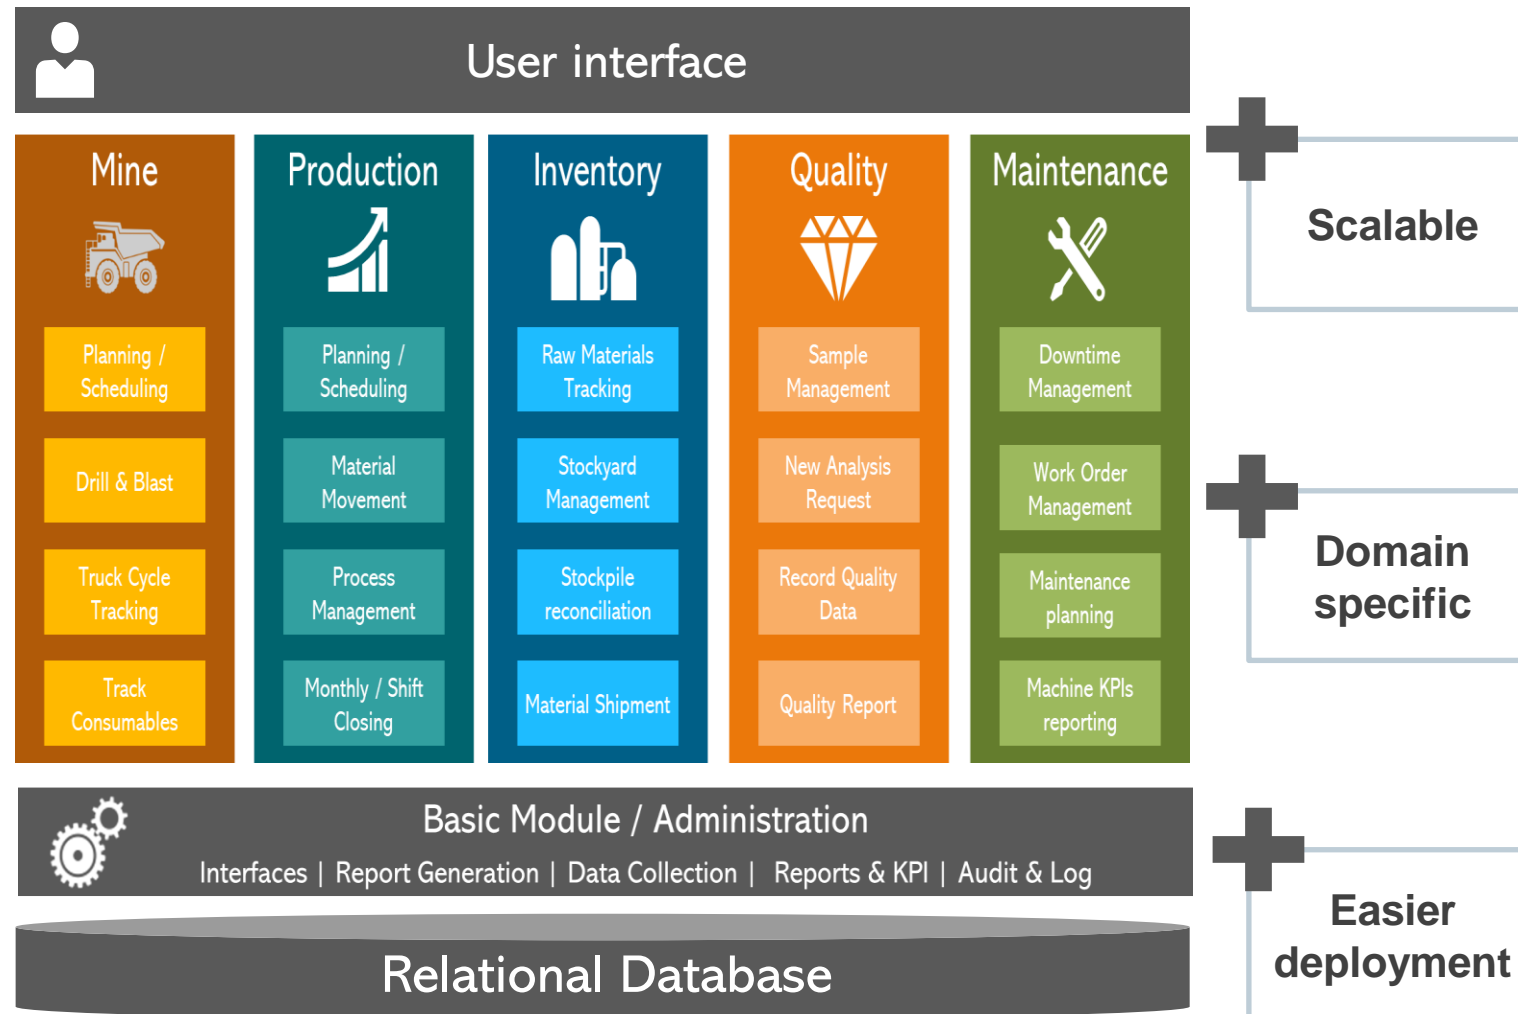 User interface
Mine
Planning /
Scheduling
Drill & Blast
Truck Cycle
Tracking
Track
Consumables
Production
Planning /
Scheduling
Material
Movement
Process
Management
Monthly / Shift
Closing
Inventory
Raw Materials
Tracking
Stockyard
Management
Stockpile
reconciliation
Material Shipment
Quality
Sample
Management
New Analysis
Request
Record Quality
Data
Quality Report
Maintenance
Downtime
Management
Work Order
Management
Maintenance
planning
Machine KPIs
reporting
Basic Module / Administration
Interfaces | Report Generation | Data Collection | Reports & KPI | Audit & Log
Relational Database
Scalable
Domain
specific
Easier
deployment